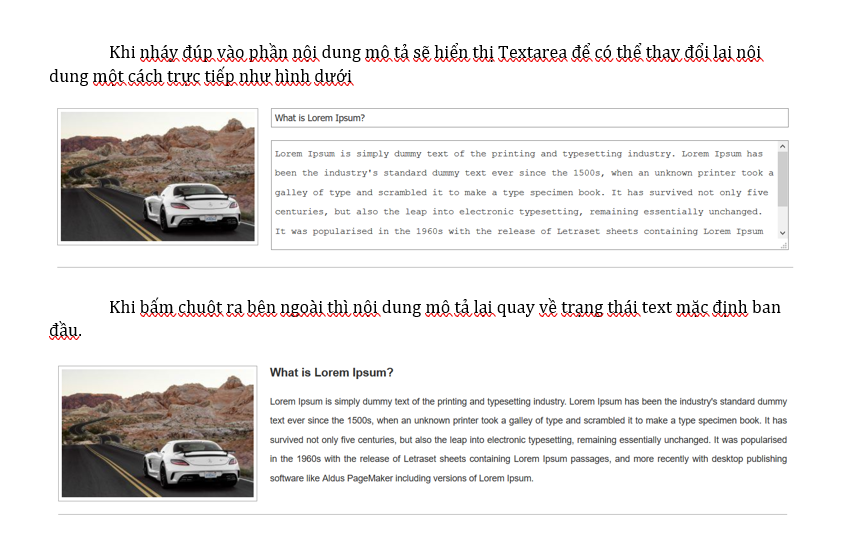 Khi nháy đúp vào phần nội dung mô tả sẽ hiển thị Textarea để có thể thay đổi lại nội
dung một cách trực tiếp như hình dưới
What is Lorem Ipsum?
Lorem Ipsum is simply dummy text of the printing and typesetting industry. Lorem Ipsum has
been the industry's standard dummy text ever since the 1500s, when an unknown printer took a
galley of type and scrambled it to make a type specimen book. It has survived not only five
centuries, but also the leap into electronic typesetting, remaining essentially unchanged.
It was popularised in the 1960s with the release of Letraset sheets containing Lorem Ipsum
Khi bấm chuột ra bên ngoài thì nội dung mô tả lại quay về trạng thái text mặc định ban
đầu.
What is Lorem Ipsum?
Lorem Ipsum is simply dummy text of the printing and typesetting industry. Lorem Ipsum has been the industry's standard dummy
text ever since the 1500s, when an unknown printer took a galley of type and scrambled it to make a type specimen book. It has
survived not only five centuries, but also the leap into electronic typesetting, remaining essentially unchanged. It was popularised
in the 1960s with the release of Letraset sheets containing Lorem Ipsum passages, and more recently with desktop publishing
software like Aldus PageMaker including versions of Lorem Ipsum.